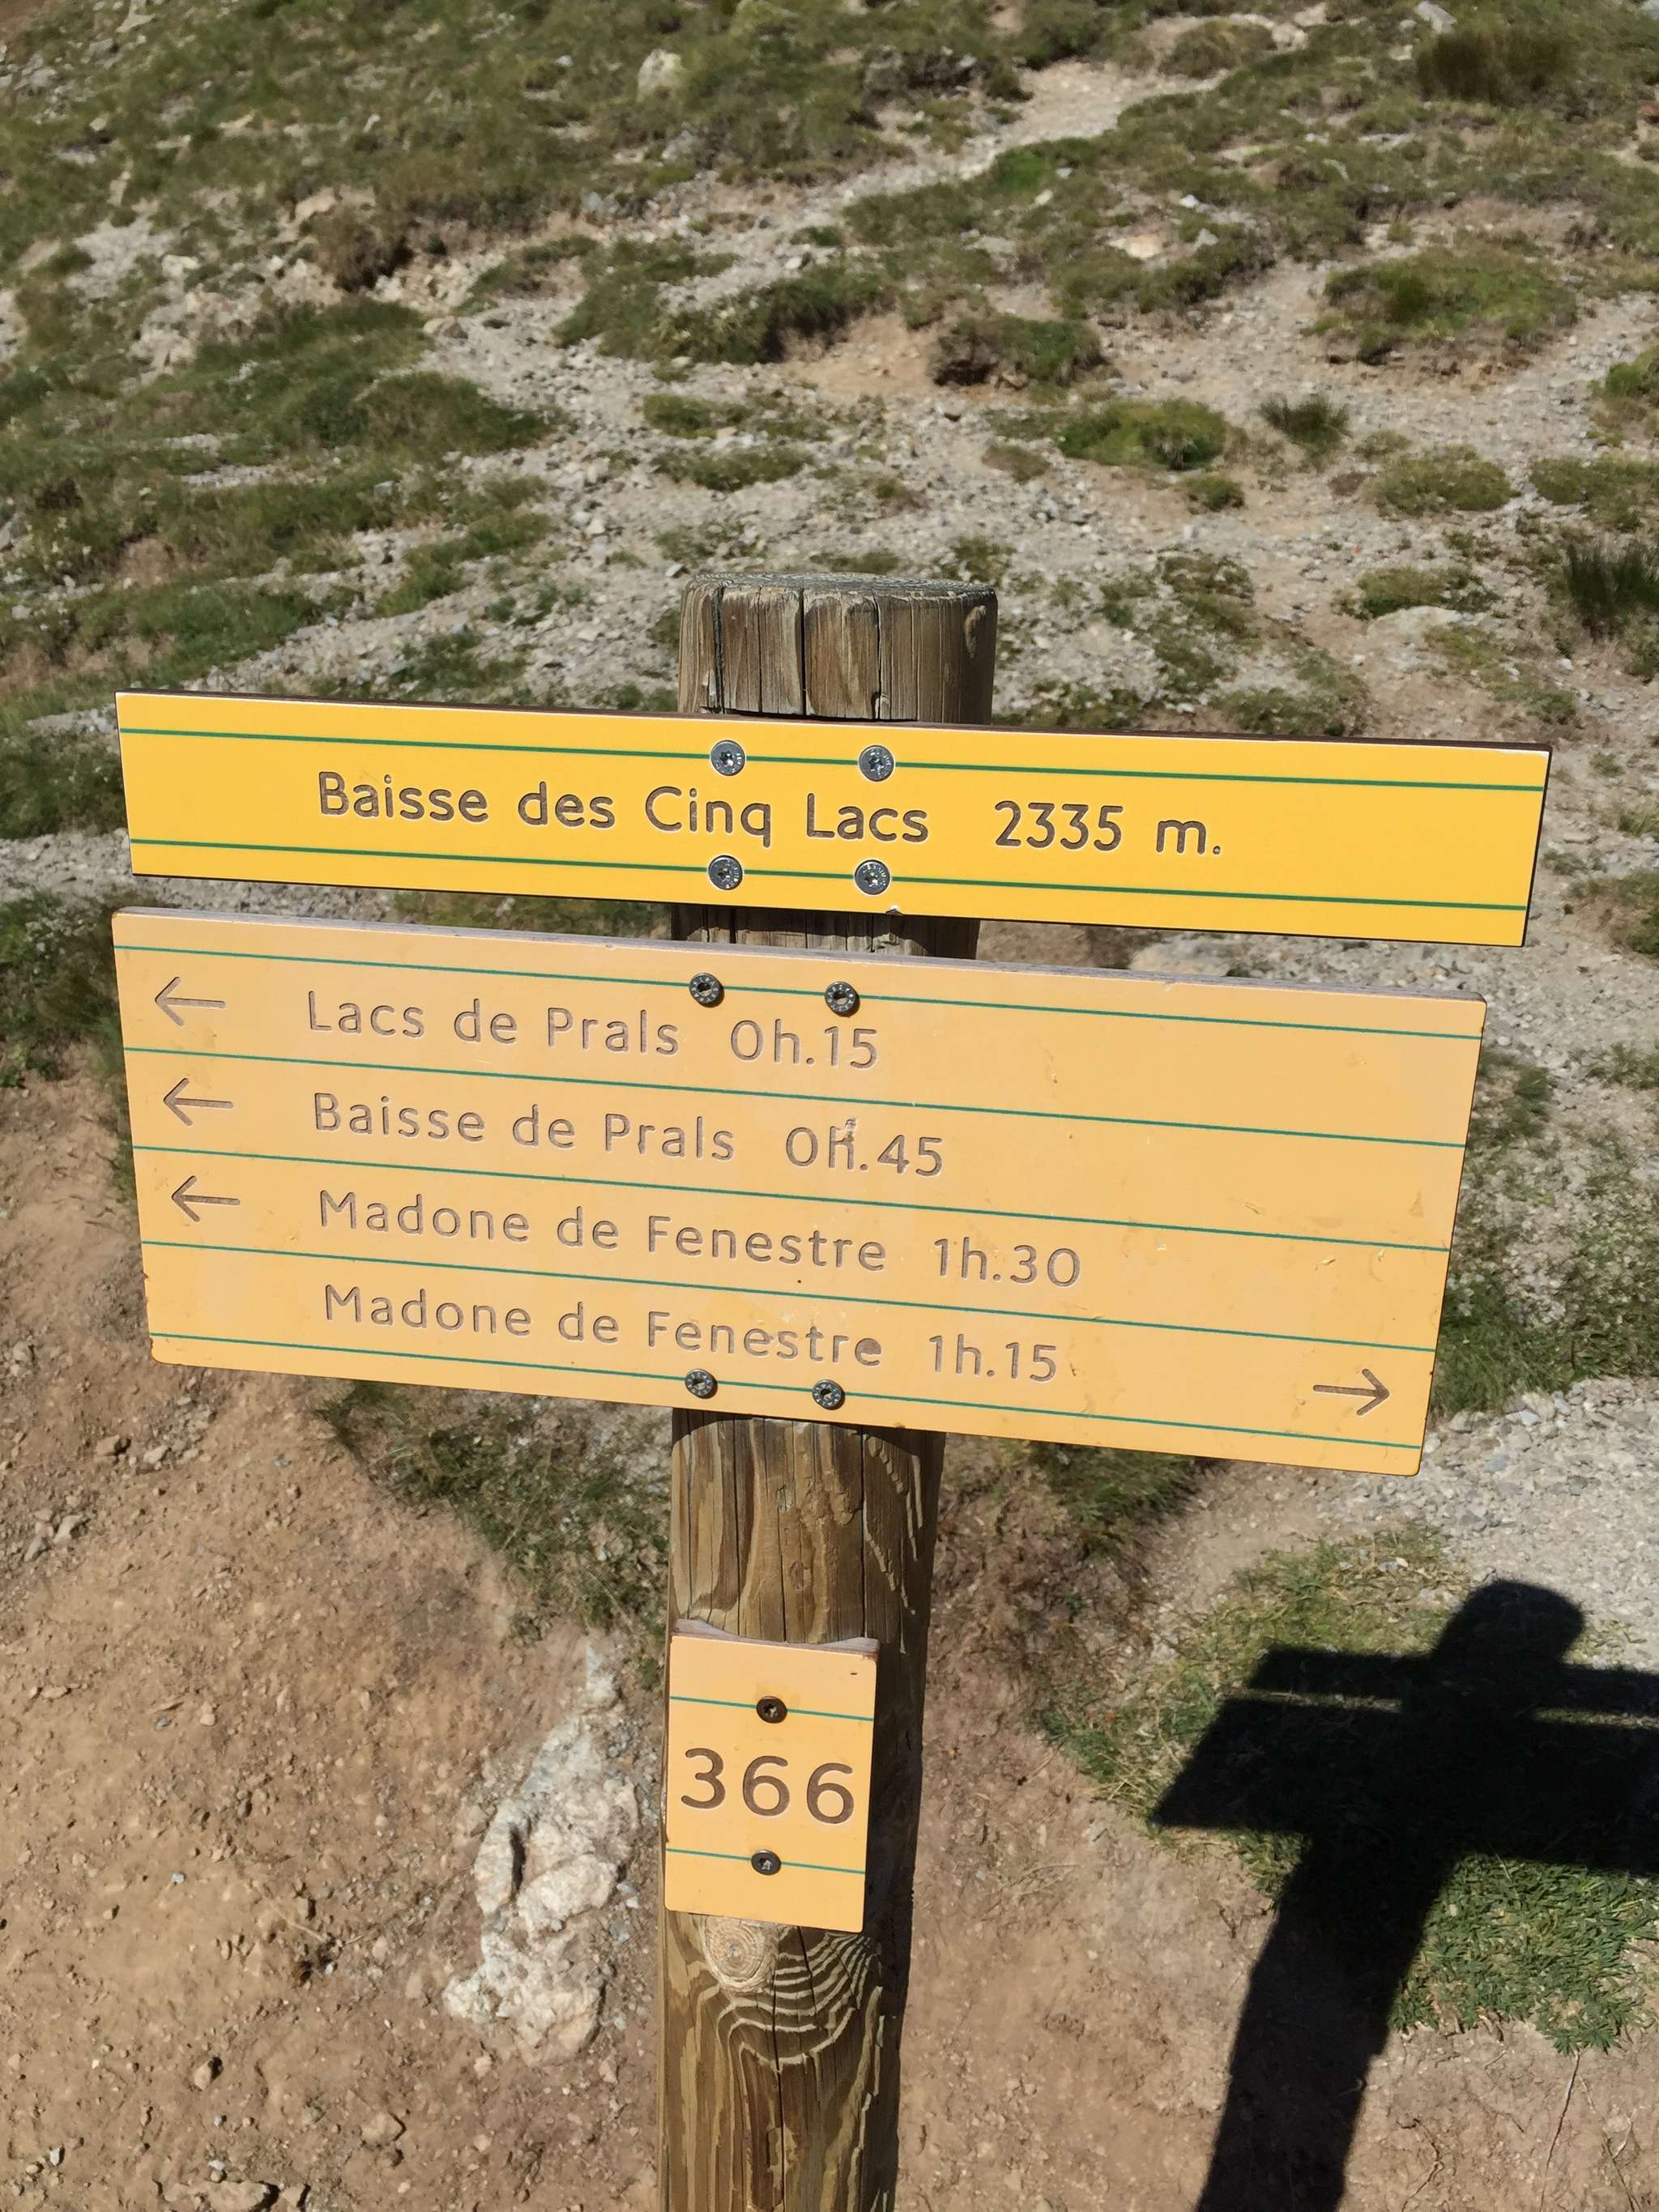 Baisse des Cinq Lacs 2335 m.
← Lacs de Prals 0h.15
← Baisse de Prals 0h.45
← Madone de Fenestre 1h.30
Madone de Fenestre 1h.15 →
366